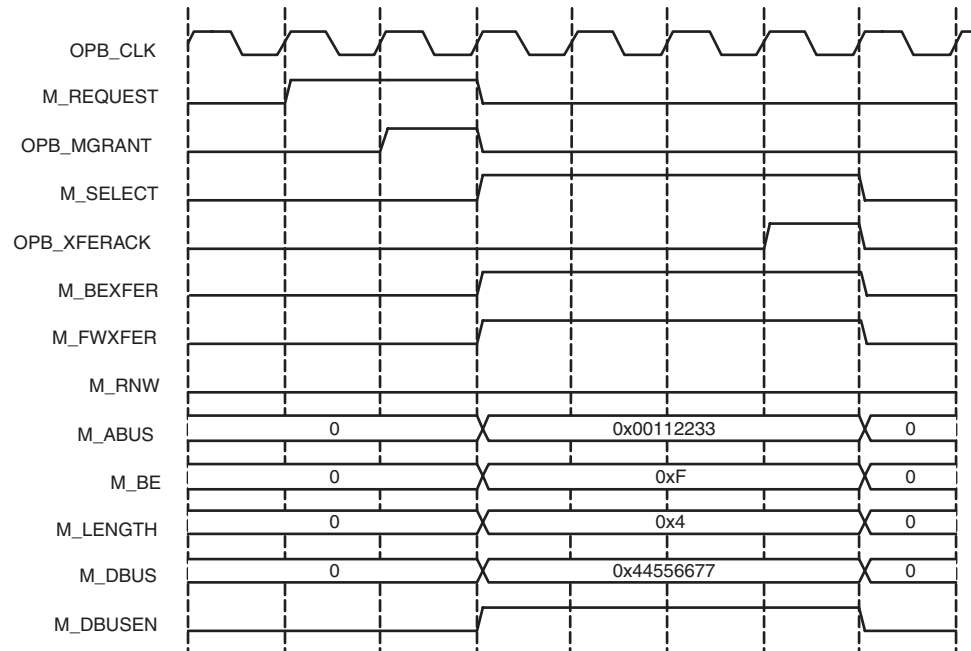 OPB_CLK
M_REQUEST
OPB_MGRANT
M_SELECT
OPB_XFERACK
M_BEXFER
M_FWXFER
M_RNW
M_ABUS 0 0x00112233 0
M_BE 0 0xF 0
M_LENGTH 0 0x4 0
M_DBUS 0 0x44556677 0
M_DBUSEN